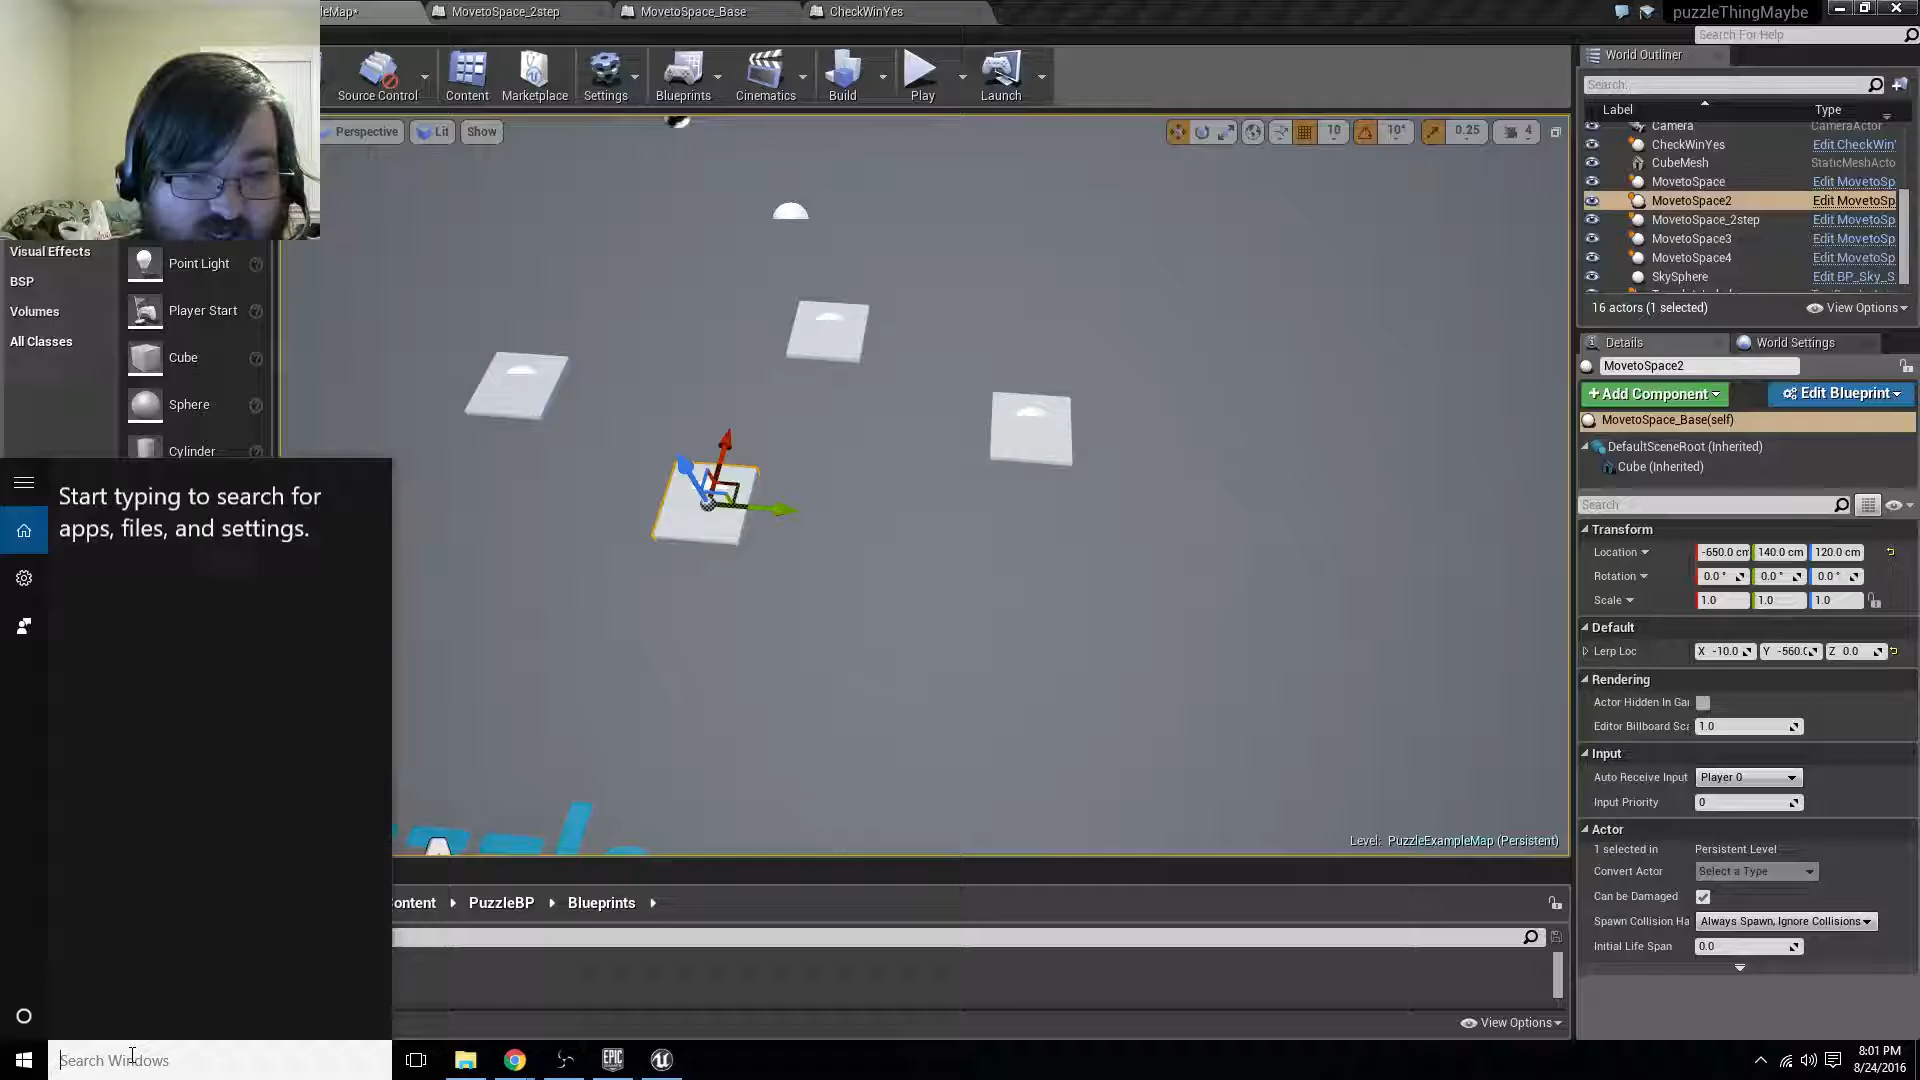 leMap*
MovetoSpace_2step
MovetoSpace_Base
CheckWinYes
puzzleThingMaybe
Search For Help
Source Control
Content
Marketplace
Settings
Blueprints
Cinematics
Build
Play
Launch
Perspective
Lit
Show
10
10°
0.25
4
World Outliner
Search
Label
Type
Camera
CameraActor
CheckWinYes
Edit CheckWin'
CubeMesh
StaticMeshActo
MovetoSpace
Edit MovetoSp
MovetoSpace2
Edit MovetoSp
MovetoSpace_2step
Edit MovetoSp
MovetoSpace3
Edit MovetoSp
MovetoSpace4
Edit MovetoSp
SkySphere
Edit BP_Sky_S
16 actors (1 selected)
View Options
Details
World Settings
MovetoSpace2
+Add Component
Edit Blueprint
MovetoSpace_Base(self)
DefaultSceneRoot (Inherited)
Cube (Inherited)
Search
Transform
Location
-650.0 cm
140.0 cm
120.0 cm
Rotation
0.0 °
0.0 °
0.0 °
Scale
1.0
1.0
1.0
Default
Lerp Loc
X -10.0
Y -560.0
Z 0.0
Rendering
Actor Hidden In Gar
Editor Billboard Sca
1.0
Input
Auto Receive Input
Player 0
Input Priority
0
Actor
1 selected in
Persistent Level
Convert Actor
Select a Type
Can be Damaged
Spawn Collision Ha
Always Spawn, Ignore Collisions
Initial Life Span
0.0
Visual Effects
BSP
Volumes
All Classes
Point Light
Player Start
Cube
Sphere
Cylinder
Start typing to search for
apps, files, and settings.
Level: PuzzleExampleMap (Persistent)
ontent
PuzzleBP
Blueprints
View Options
Search Windows
EPIC
8:01 PM
8/24/2016